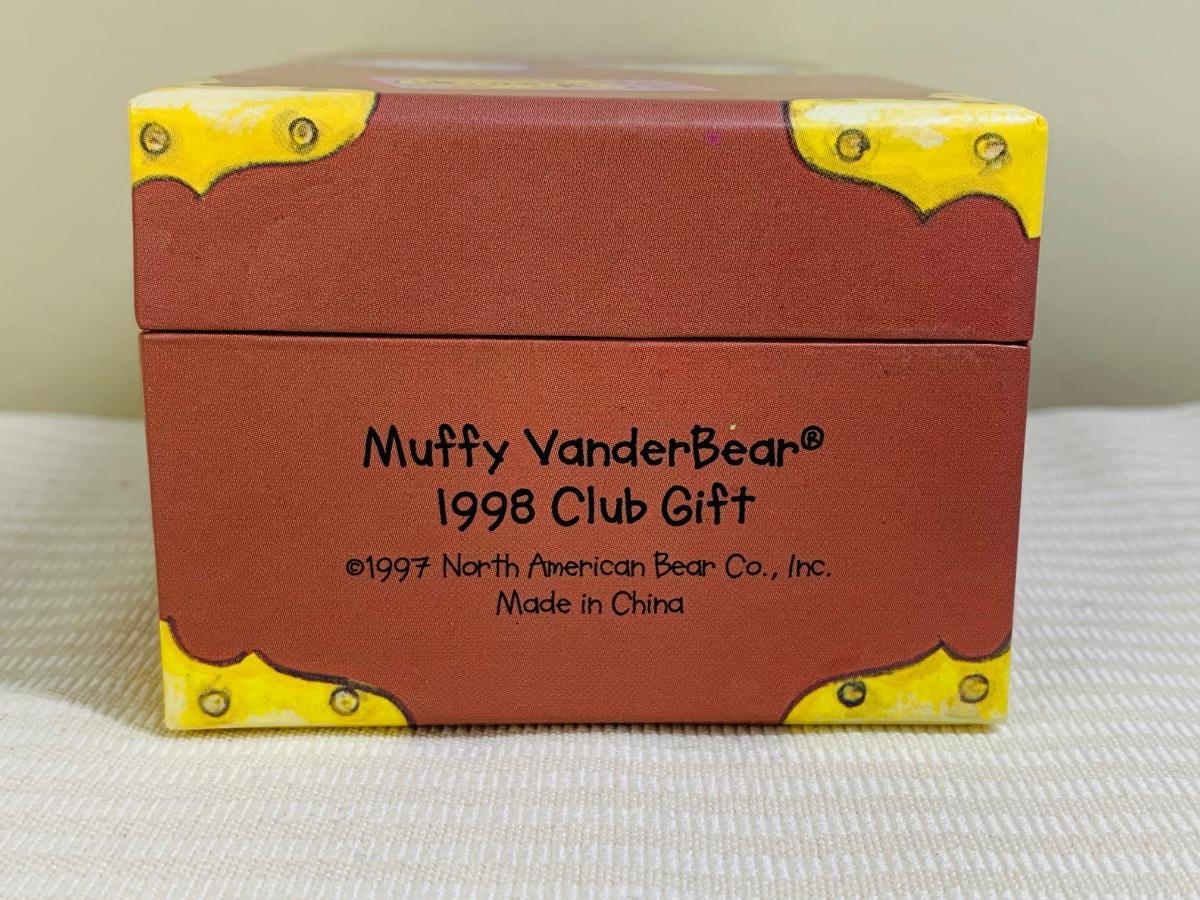 Muffy VanderBear®
1998 Club Gift
©1997 North American Bear Co., Inc.
Made in China